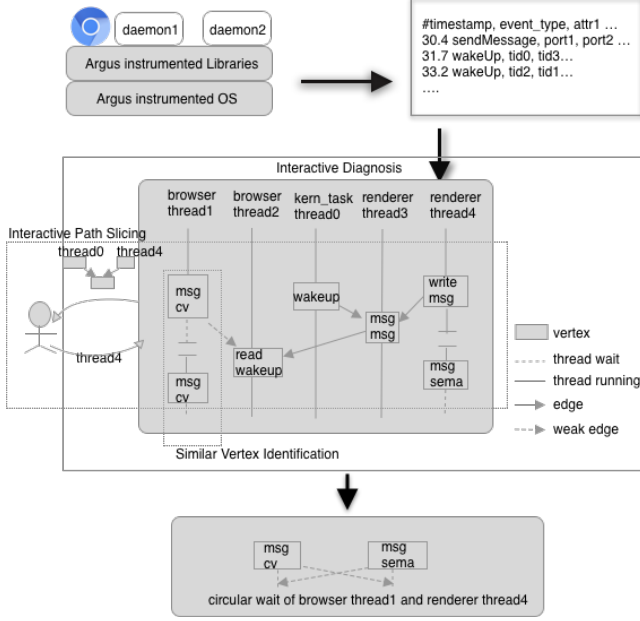 daemon1
daemon2
Argus instrumented Libraries
Argus instrumented OS
#timestamp, event_type, attr1 ...
30.4 sendMessage, port1, port2 ...
31.7 wakeUp, tid0, tid3...
33.2 wakeUp, tid2, tid1...
....
Interactive Diagnosis
browser
thread1
browser
thread2
kern_task
thread0
renderer
thread3
renderer
thread4
Interactive Path Slicing
thread0
thread4
thread4
msg
cv
msg
cv
read
wakeup
wakeup
msg
msg
write
msg
msg
sema
vertex
thread wait
thread running
edge
weak edge
Similar Vertex Identification
msg
cv
msg
sema
circular wait of browser thread1 and renderer thread4